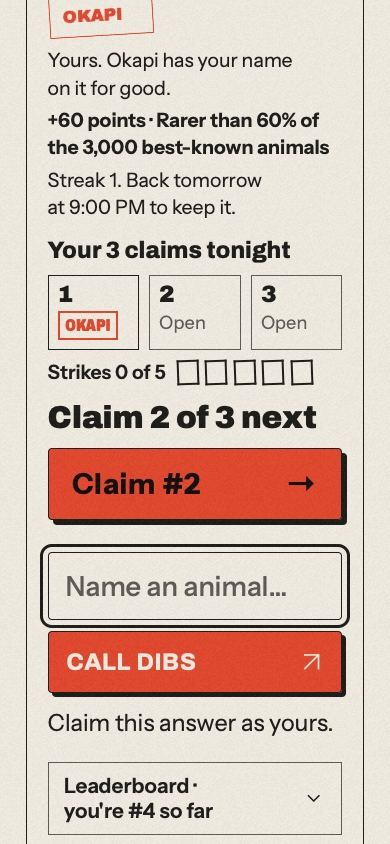 OKAPI
Yours. Okapi has your name
on it for good.
+60 points · Rarer than 60% of
the 3,000 best-known animals
Streak 1. Back tomorrow
at 9:00 PM to keep it.
Your 3 claims tonight
1
OKAPI
2
Open
3
Open
Strikes 0 of 5
Claim 2 of 3 next
Claim #2 →
Name an animal...
CALL DIBS
Claim this answer as yours.
Leaderboard ·
you're #4 so far